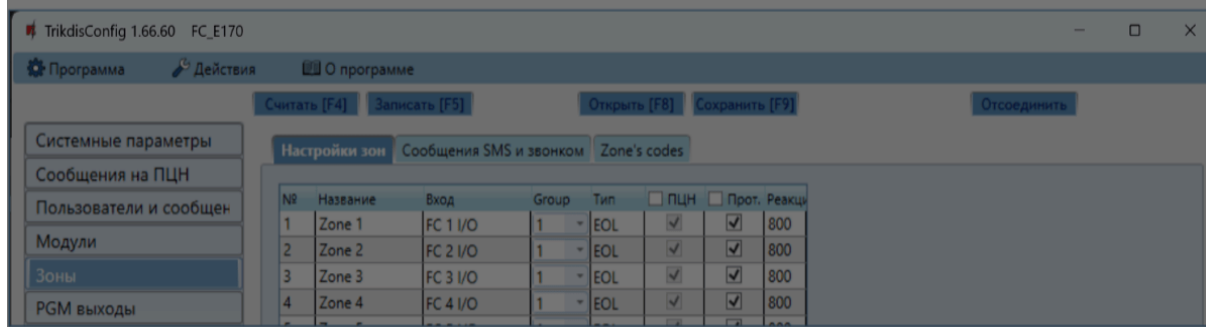 TrikdisConfig 1.66.60 FC_E170
Программа Действия О программе
Считать [F4] Записать [F5] Открыть [F8] Сохранить [F9] Отсоединить
Системные параметры
Сообщения на ПЦН
Пользователи и сообщен
Модули
Зоны
PGM выходы
Настройки зон Сообщения SMS и звонком Zone's codes
№ Название Вход Group Тип ПЦН Прот. Реакци
1 Zone 1 FC 1 I/O 1 EOL 800
2 Zone 2 FC 2 I/O 1 EOL 800
3 Zone 3 FC 3 I/O 1 EOL 800
4 Zone 4 FC 4 I/O 1 EOL 800